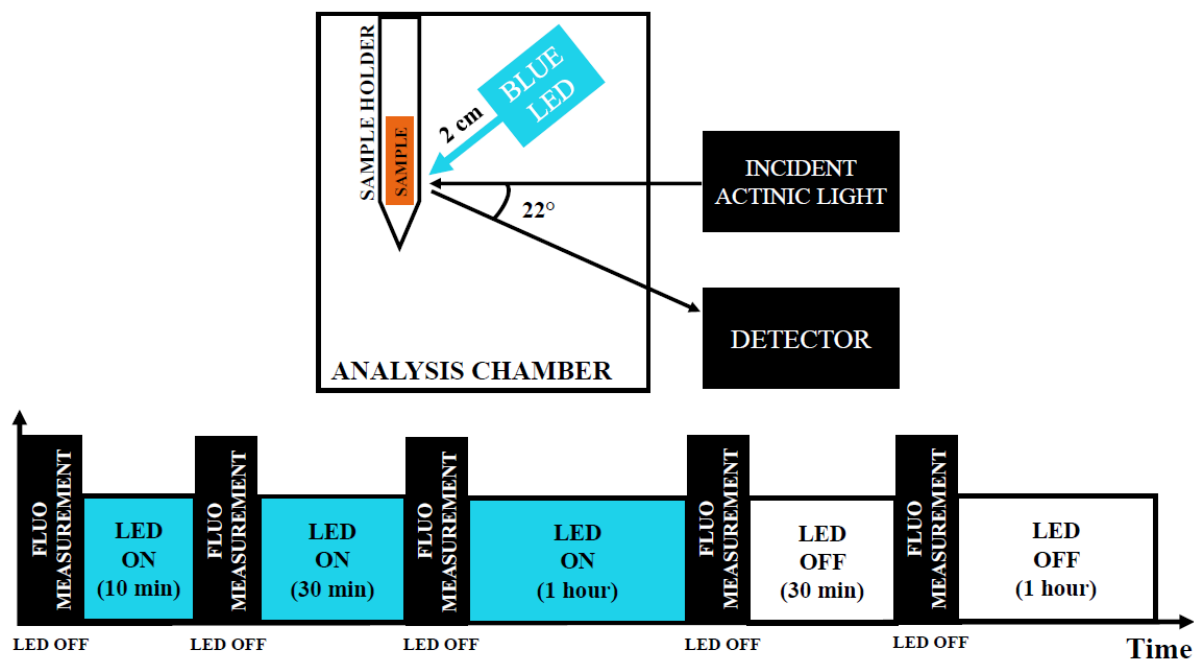 SAMPLE HOLDER
SAMPLE
BLUE
LED
2 cm
INCIDENT
ACTINIC LIGHT
22°
DETECTOR
ANALYSIS CHAMBER
FLUO
MEASUREMENT
LED
ON
(10 min)
FLUO
MEASUREMENT
LED
ON
(30 min)
FLUO
MEASUREMENT
LED
ON
(1 hour)
FLUO
MEASUREMENT
LED
OFF
(30 min)
FLUO
MEASUREMENT
LED
OFF
(1 hour)
LED OFF
LED OFF
LED OFF
LED OFF
LED OFF
Time